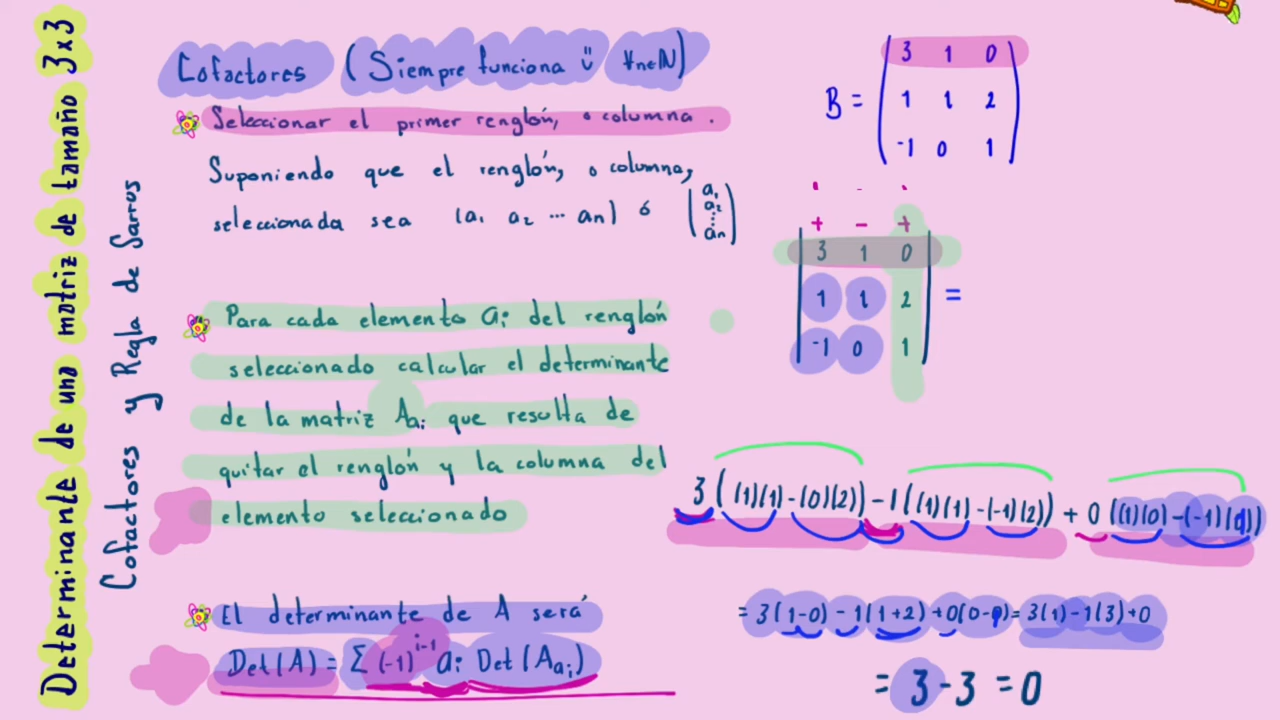 Determinante de una matriz de tamaño 3x3
Cofactores y Regla de Sarrus
Cofactores (Siempre funciona ü ∀n∈ℕ)
Seleccionar el primer renglón, o columna.
Suponiendo que el renglón, o columna,
seleccionada sea (a₁ a₂ ... an) ó (a₁ a₂ ⋮ an)
Para cada elemento aᵢ del renglón
seleccionado calcular el determinante
de la matriz Aaᵢ que resulta de
quitar el renglón y la columna del
elemento seleccionado
El determinante de A será
Det(A) = Σ (-1)^i-1 aᵢ Det(Aaᵢ)
3 1 0
B = 1 1 2
-1 0 1
+ - +
3 1 0
1 1 2 =
-1 0 1
3((1)(1)-(0)(2)) -1((1)(1)-(-1)(2)) + 0((1)(0)-(-1)(1))
= 3(1-0) -1(1+2) +0(0- )= 3(1)-1(3)+0
= 3-3 = 0